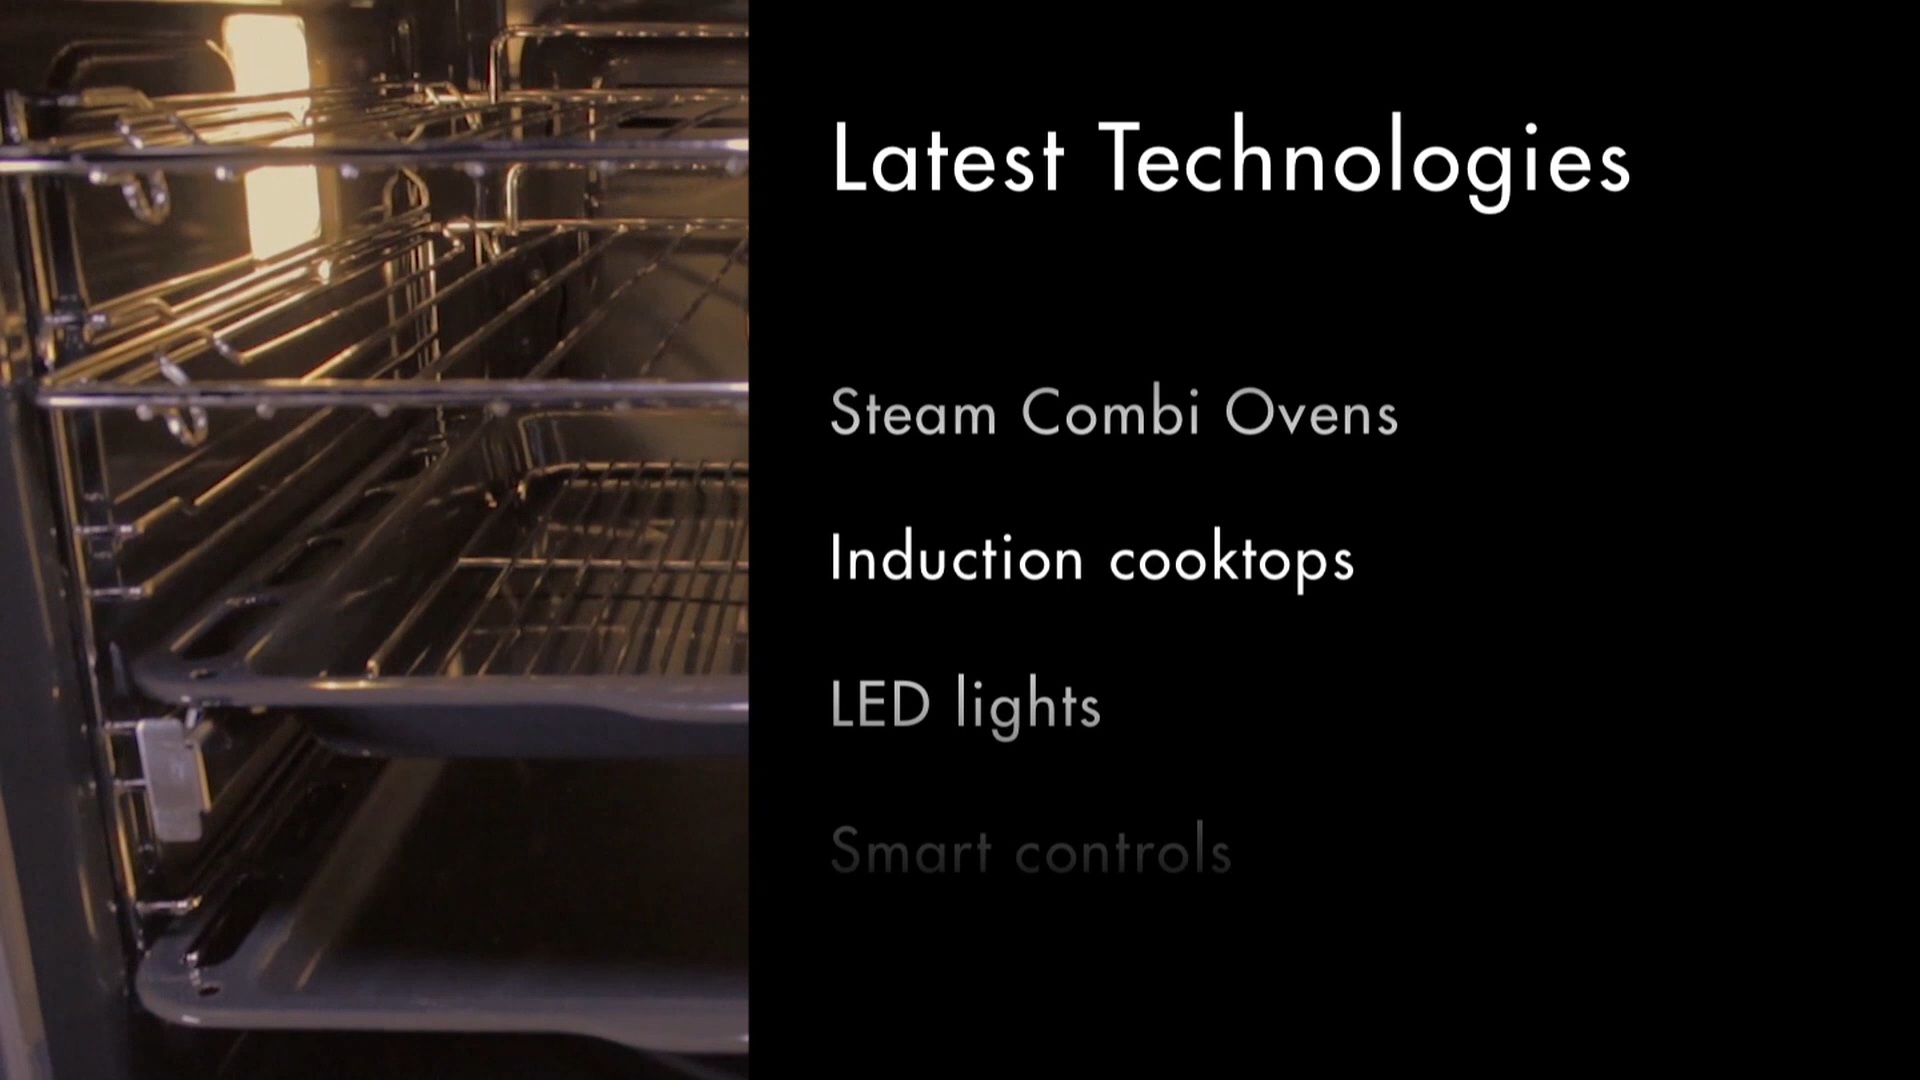 Latest Technologies
Steam Combi Ovens
Induction cooktops
LED lights
Smart controls